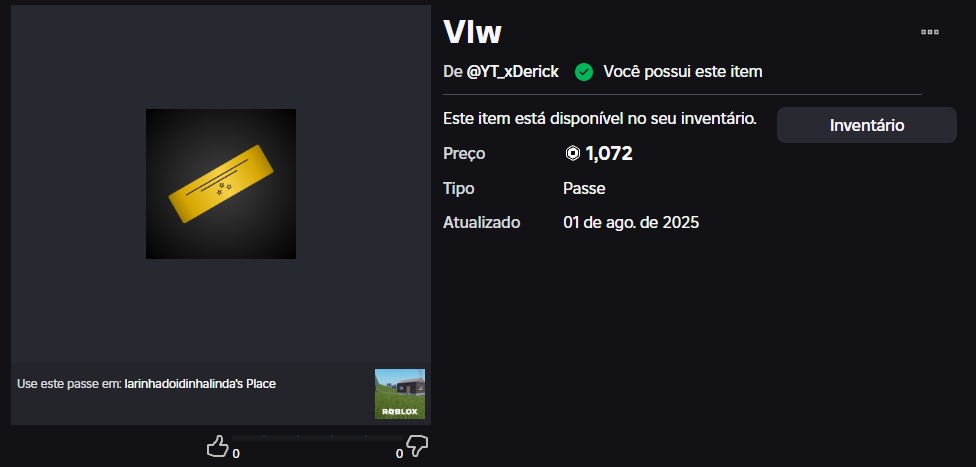 Vlw
De @YT_xDerick Você possui este item
Este item está disponível no seu inventário.
Inventário
Preço 1,072
Tipo Passe
Atualizado 01 de ago. de 2025
Use este passe em: larinhadoidinhalinda's Place
ROBLOX
0 0